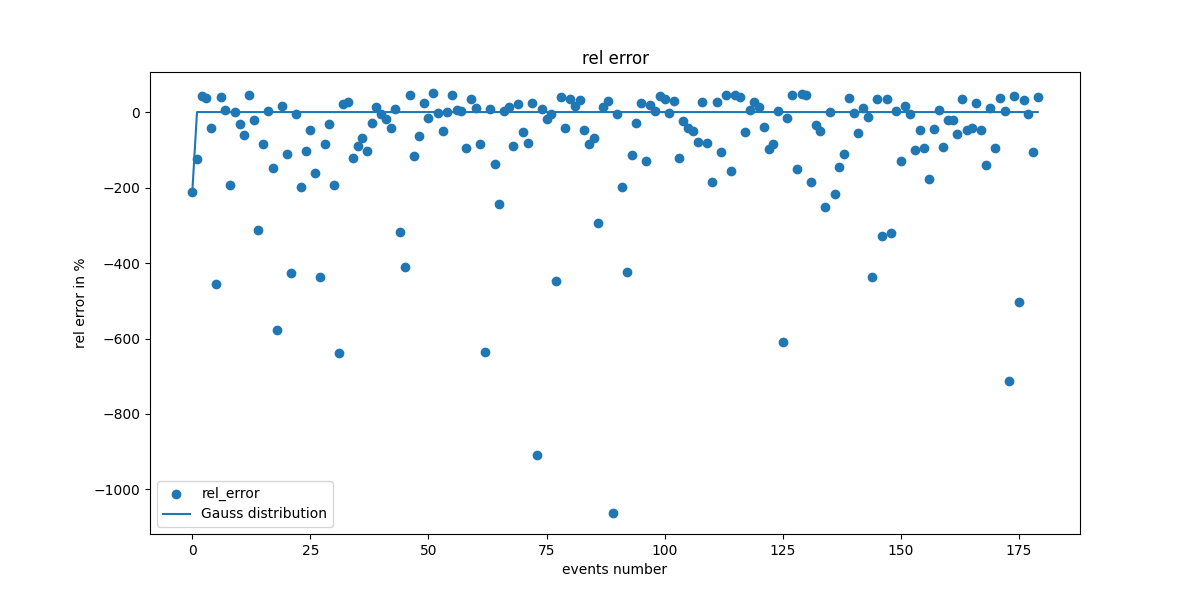 rel error
rel error in %
0
−200
−400
−600
−800
−1000
rel_error
Gauss distribution
0 25 50 75 100 125 150 175
events number